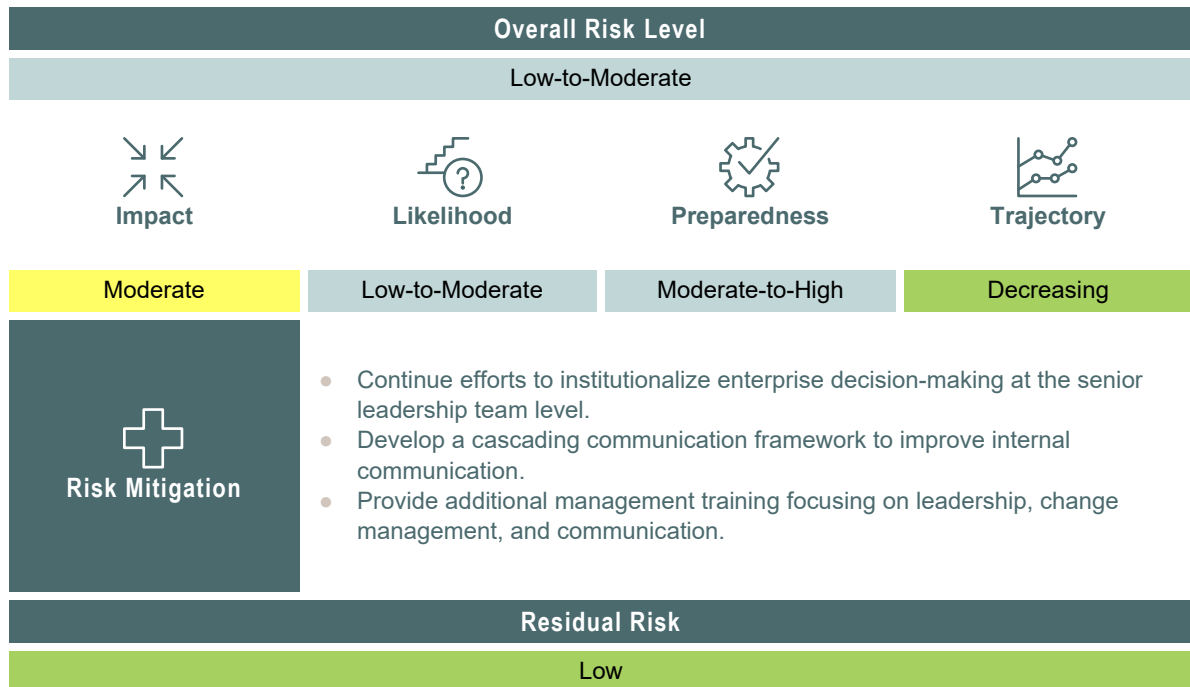 Overall Risk Level
Low-to-Moderate
Impact
Likelihood
Preparedness
Trajectory
Moderate
Low-to-Moderate
Moderate-to-High
Decreasing
Risk Mitigation
● Continue efforts to institutionalize enterprise decision-making at the senior
leadership team level.
● Develop a cascading communication framework to improve internal
communication.
● Provide additional management training focusing on leadership, change
management, and communication.
Residual Risk
Low